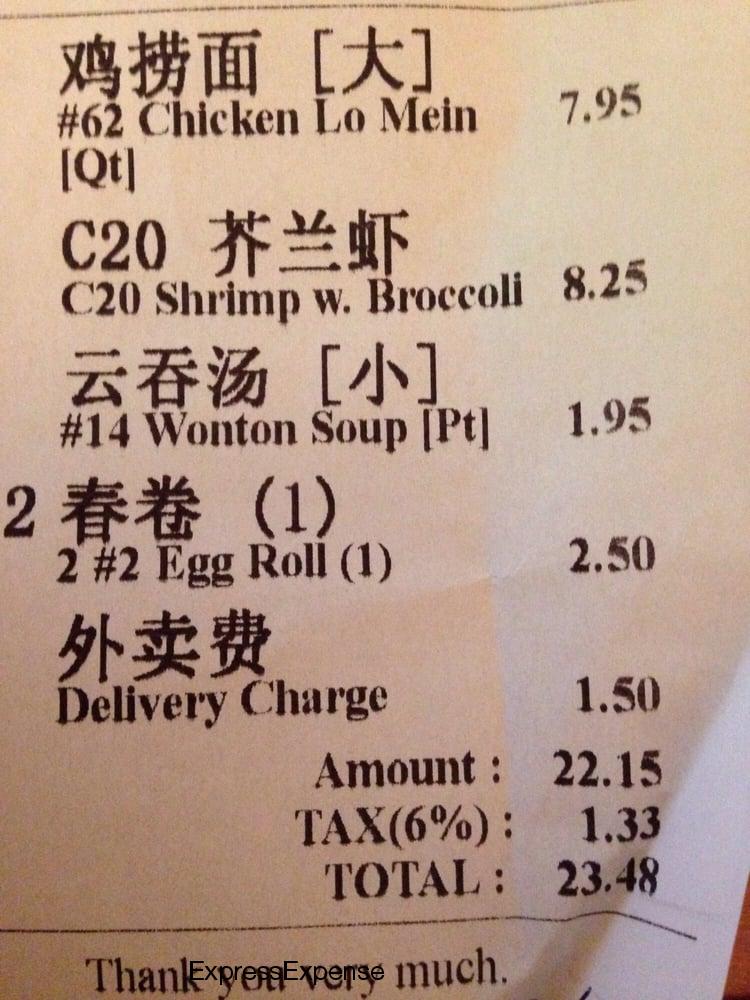 鸡捞面 [大]
#62 Chicken Lo Mein 7.95
[Qt]
C20 芥兰虾
C20 Shrimp w. Broccoli 8.25
云吞汤 [小]
#14 Wonton Soup [Pt] 1.95
2 春卷 (1)
2 #2 Egg Roll (1) 2.50
外卖费
Delivery Charge 1.50
Amount : 22.15
TAX(6%) : 1.33
TOTAL : 23.48
Thank you very much.
ExpressExpense